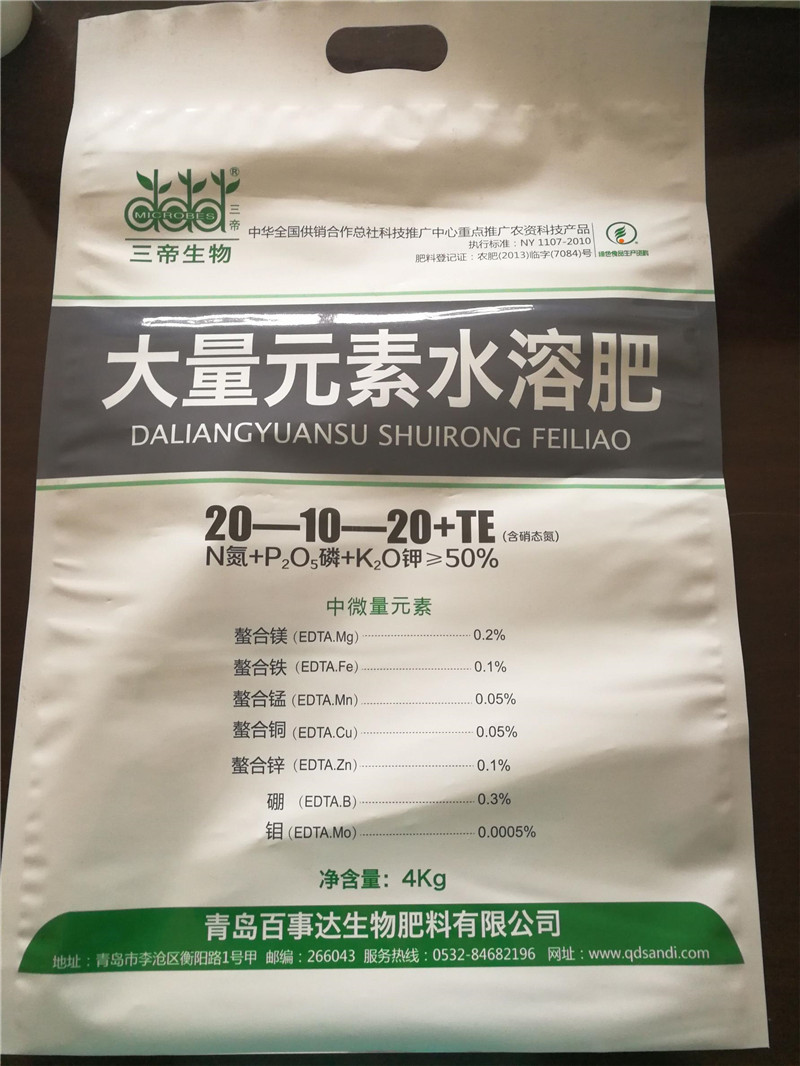 ®
MICROBES
三帝
三帝生物
中华全国供销合作总社科技推广中心重点推广农资科技产品
执行标准：NY 1107-2010
肥料登记证：农肥(2013)临字(7084)号
绿色食品生产资料
大量元素水溶肥
DALIANGYUANSU SHUIRONG FEILIAO
20—10—20+TE (含硝态氮)
N氮+P₂O₅磷+K₂O钾≥50%
中微量元素
螯合镁 (EDTA.Mg) 0.2%
螯合铁 (EDTA.Fe) 0.1%
螯合锰 (EDTA.Mn) 0.05%
螯合铜 (EDTA.Cu) 0.05%
螯合锌 (EDTA.Zn) 0.1%
硼 (EDTA.B) 0.3%
钼 (EDTA.Mo) 0.0005%
净含量：4Kg
青岛百事达生物肥料有限公司
地址：青岛市李沧区衡阳路1号甲 邮编：266043 服务热线：0532-84682196 网址：www.qdsandi.com